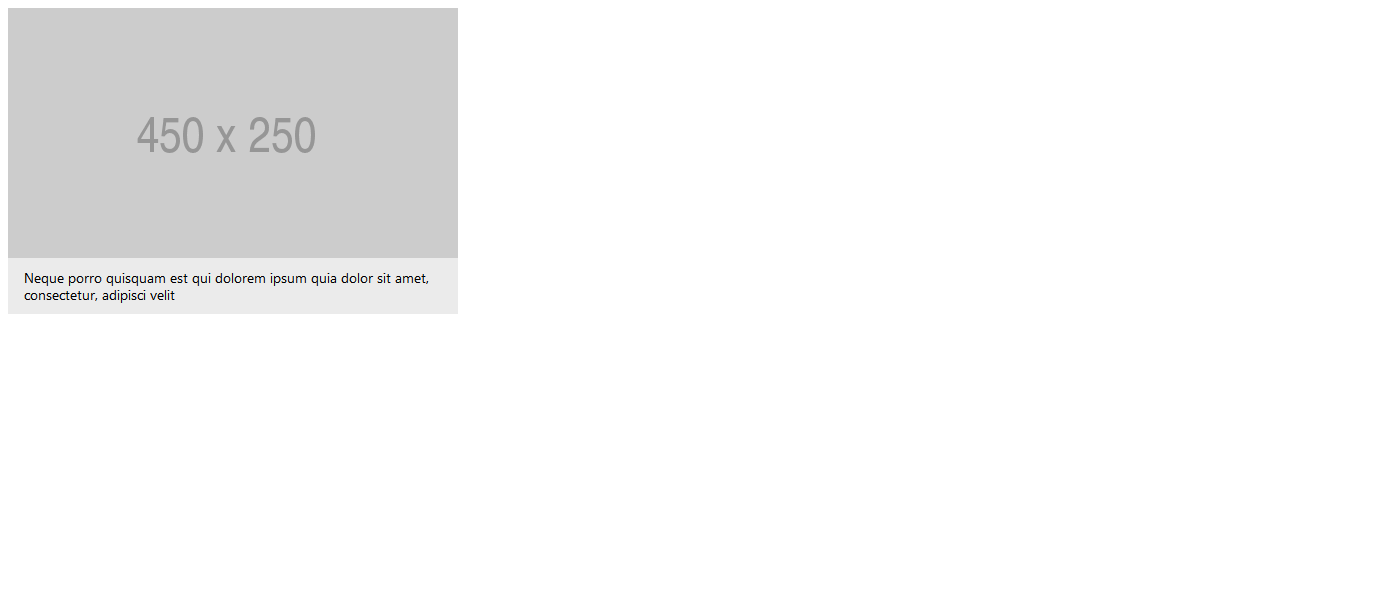 450 x 250
Neque porro quisquam est qui dolorem ipsum quia dolor sit amet,
consectetur, adipisci velit